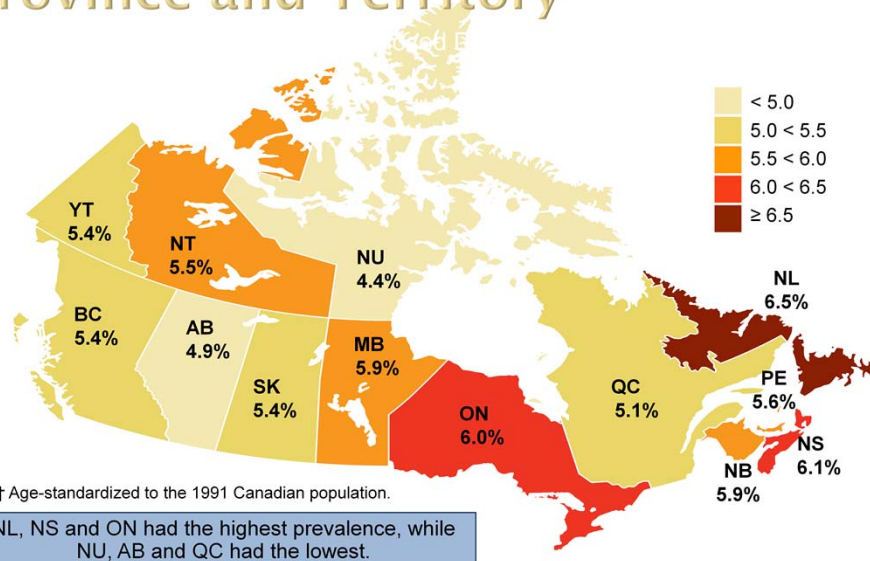 rovince and Territory
< 5.0
5.0 < 5.5
5.5 < 6.0
6.0 < 6.5
≥ 6.5
YT
5.4%
NT
5.5%
NU
4.4%
NL
6.5%
BC
5.4%
AB
4.9%
MB
5.9%
SK
5.4%
ON
6.0%
QC
5.1%
PE
5.6%
NS
6.1%
NB
5.9%
† Age-standardized to the 1991 Canadian population.
NL, NS and ON had the highest prevalence, while
NU, AB and QC had the lowest.